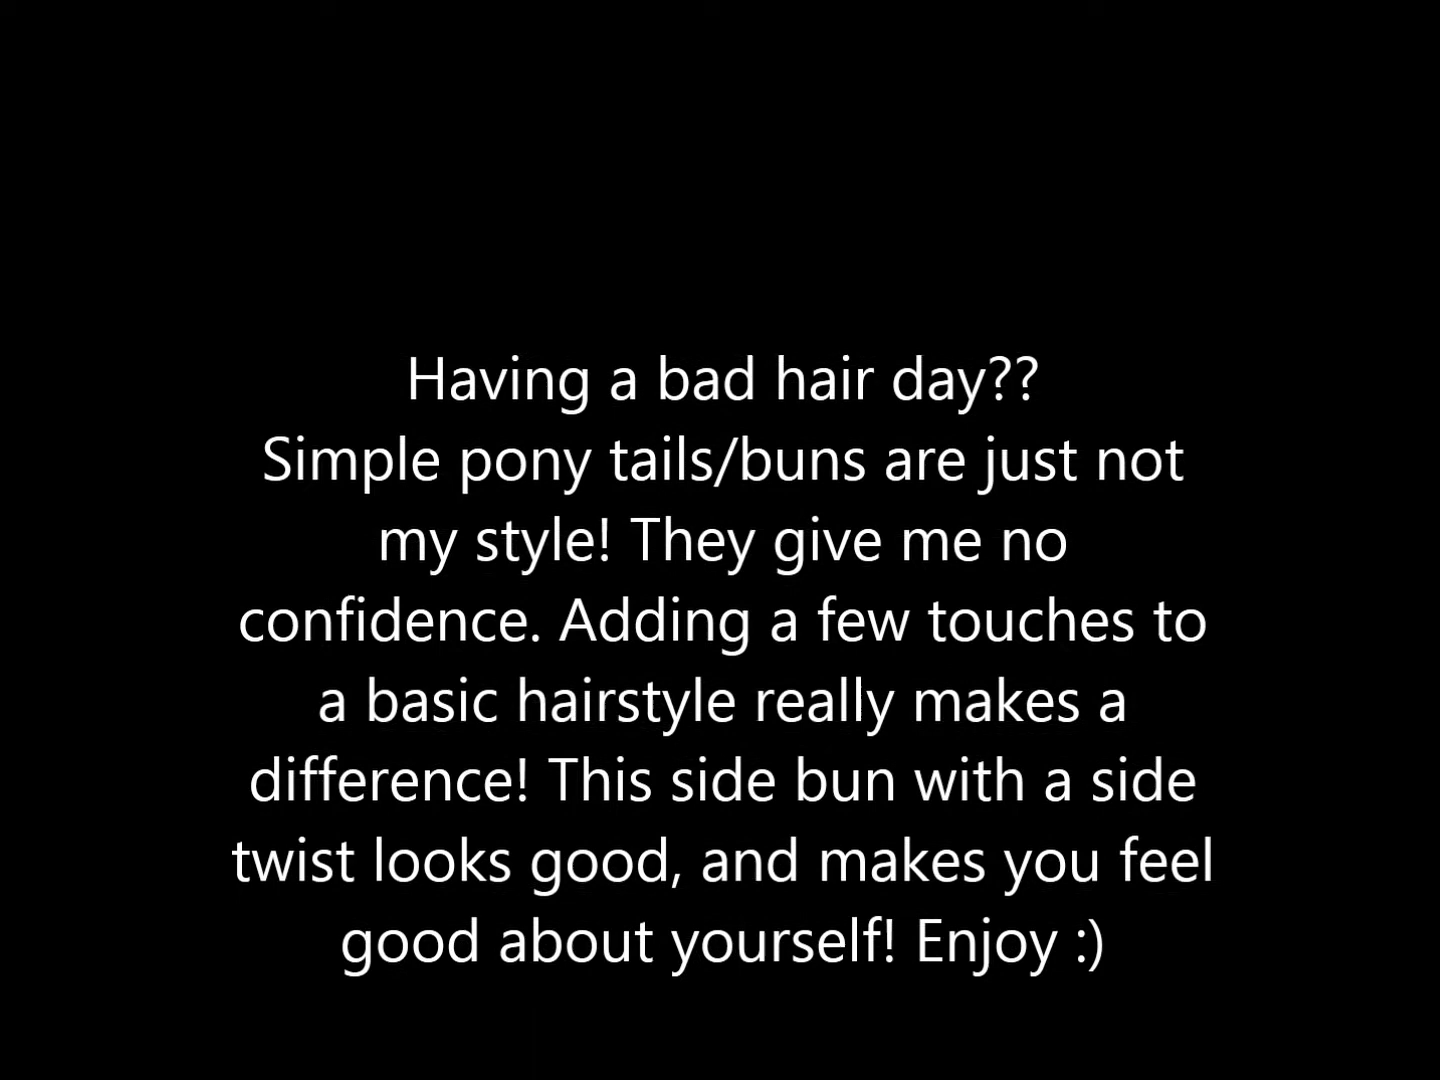 Having a bad hair day??
Simple pony tails/buns are just not
my style! They give me no
confidence. Adding a few touches to
a basic hairstyle really makes a
difference! This side bun with a side
twist looks good, and makes you feel
good about yourself! Enjoy :)